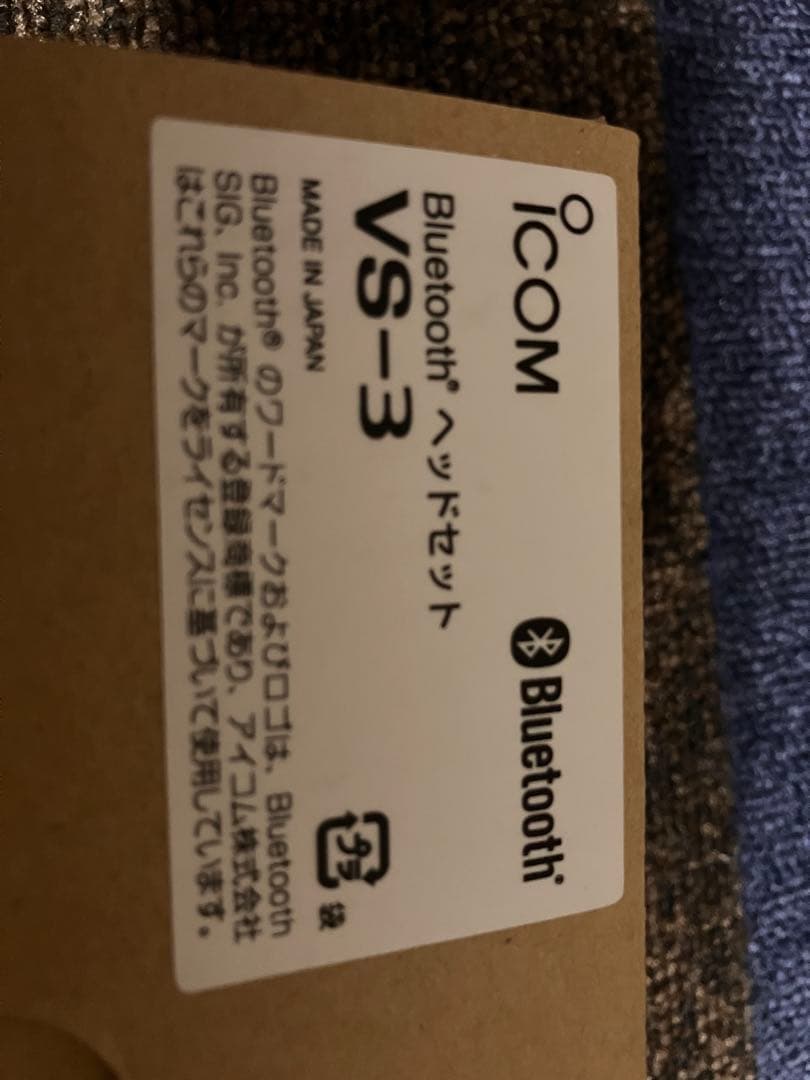 ICOM
Bluetooth®
Bluetooth® ヘッドセット
VS-3
MADE IN JAPAN
プラ
袋
Bluetooth® のワードマークおよびロゴは、Bluetooth
SIG, Inc. が所有する登録商標であり、アイコム株式会社
はこれらのマークをライセンスに基づいて使用しています。